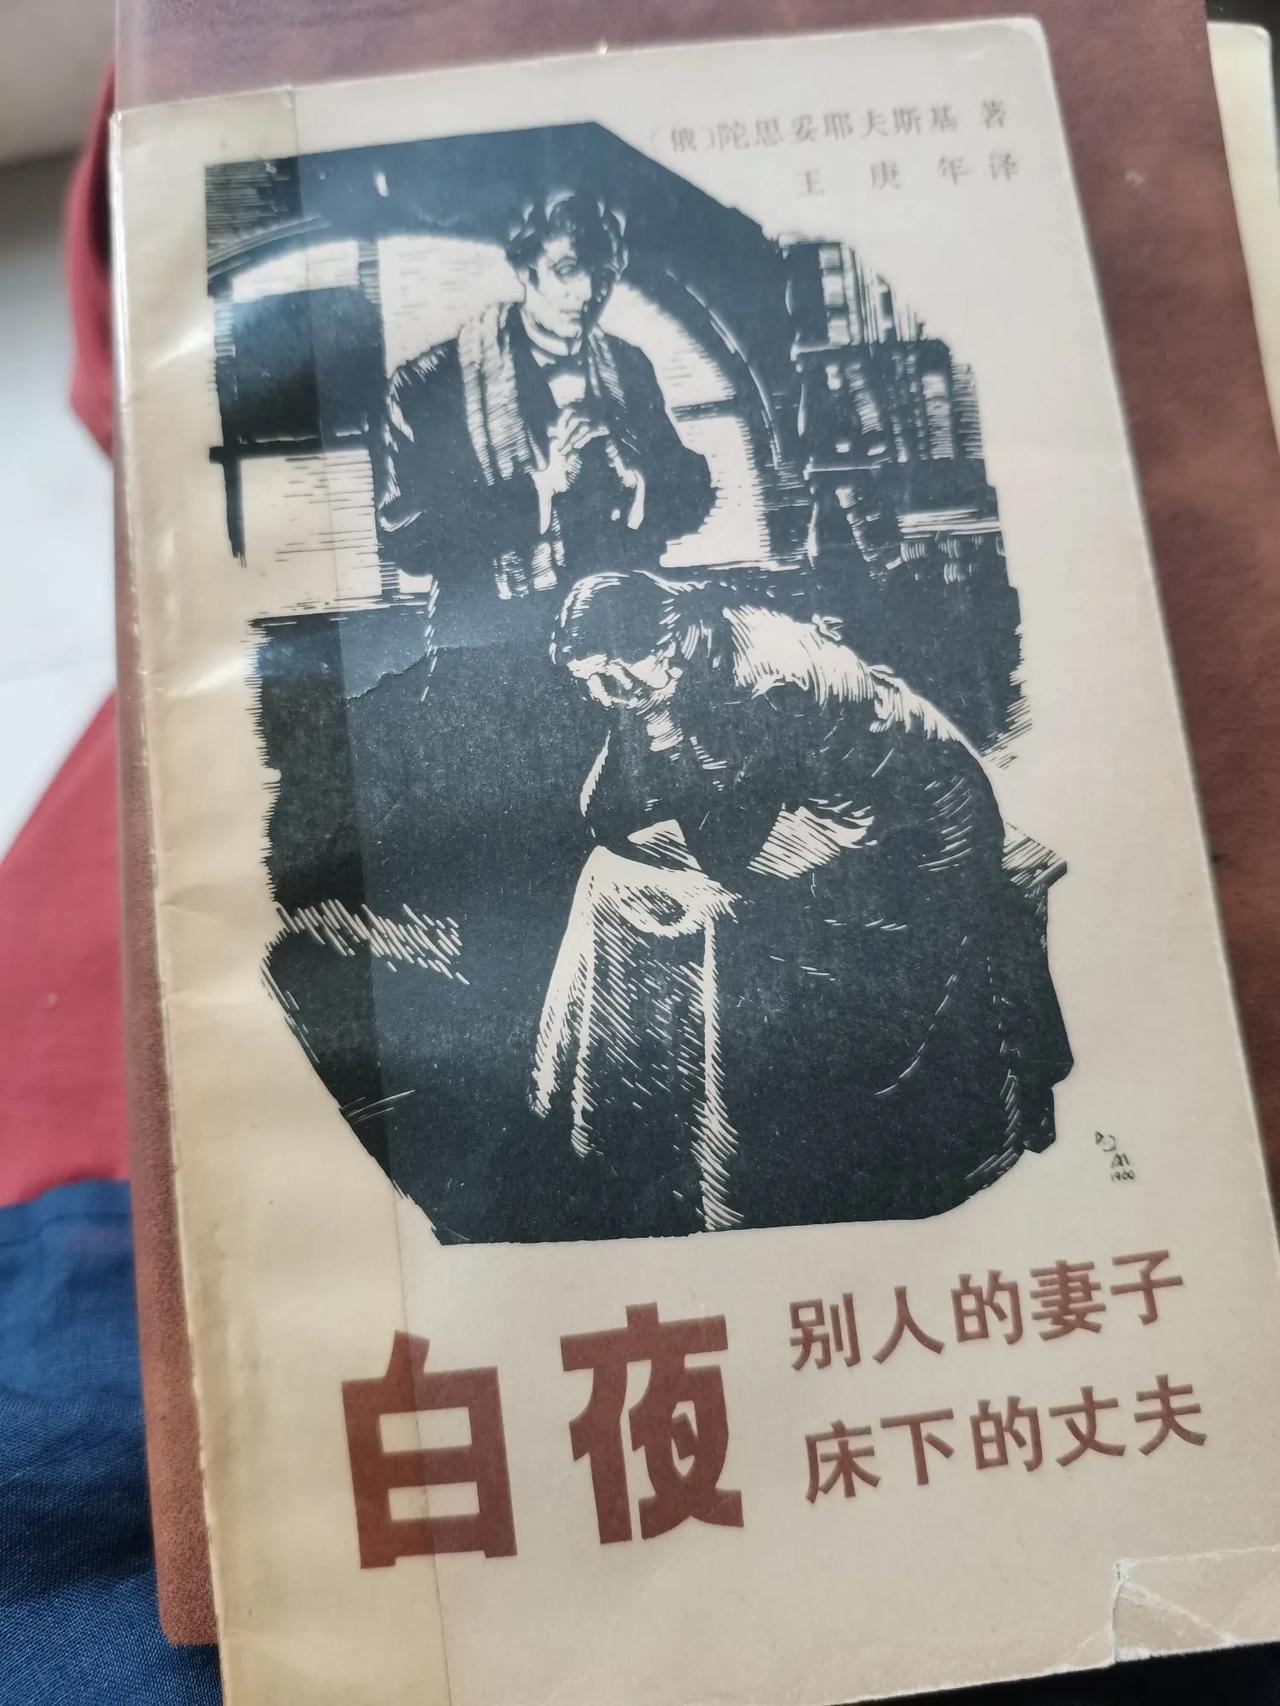 〔俄〕陀思妥耶夫斯基 著
王 庚 年 译
1960
白夜
别人的妻子
床下的丈夫